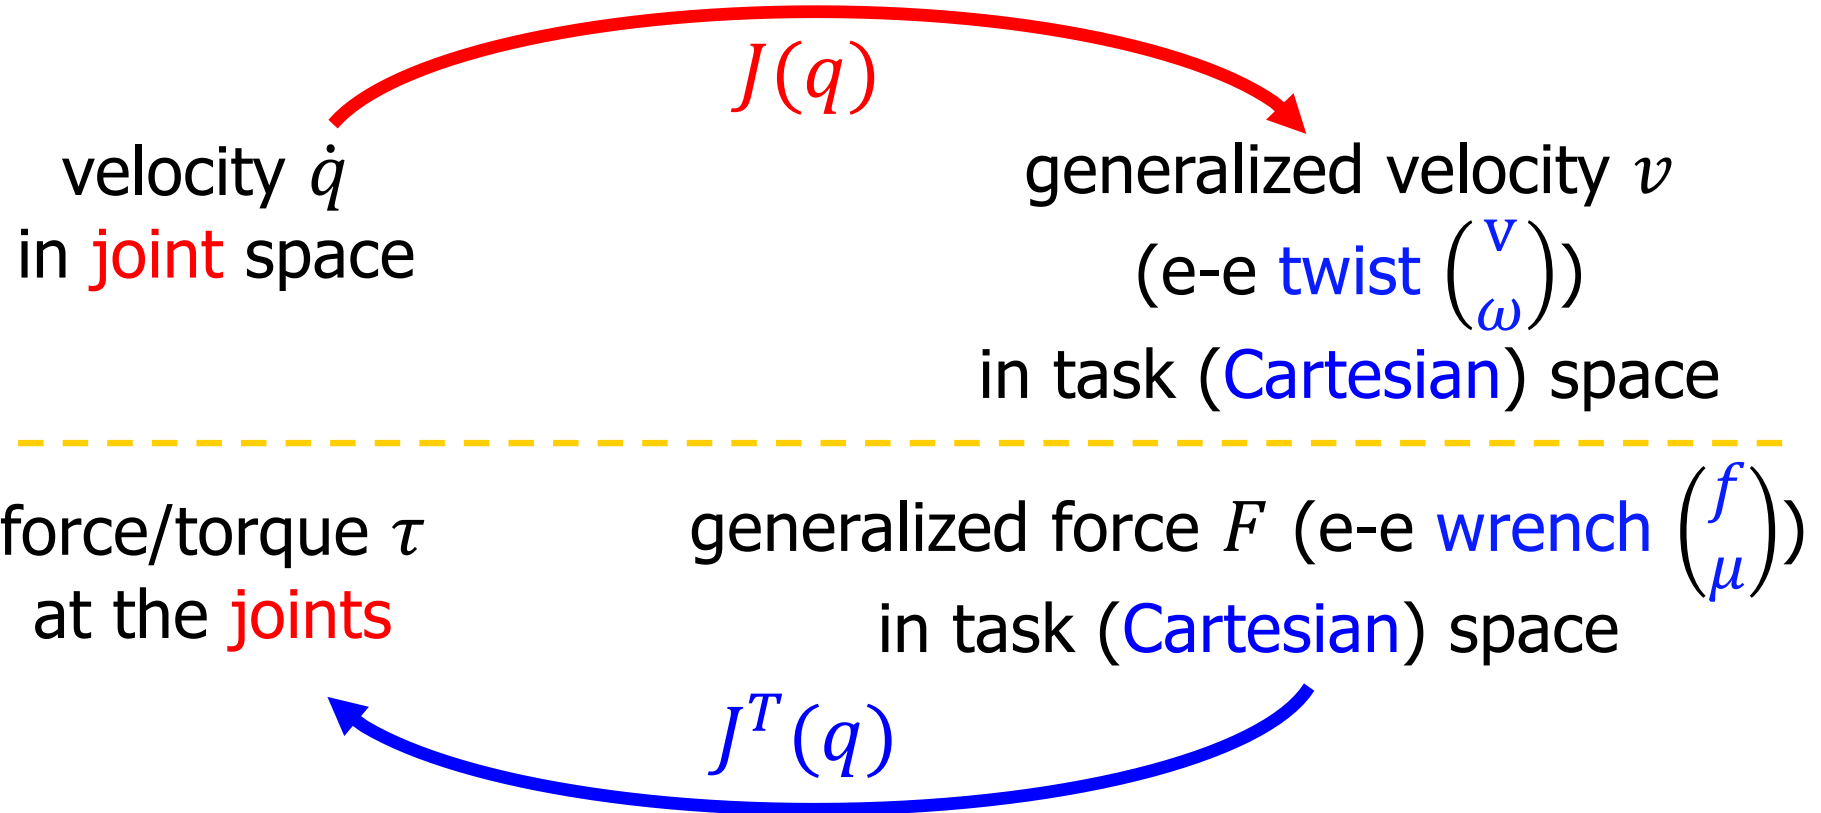 J(q)
velocity q̇
in joint space
generalized velocity v
(e-e twist (v ω))
in task (Cartesian) space
force/torque τ
at the joints
generalized force F (e-e wrench (f μ))
in task (Cartesian) space
Jᵀ(q)